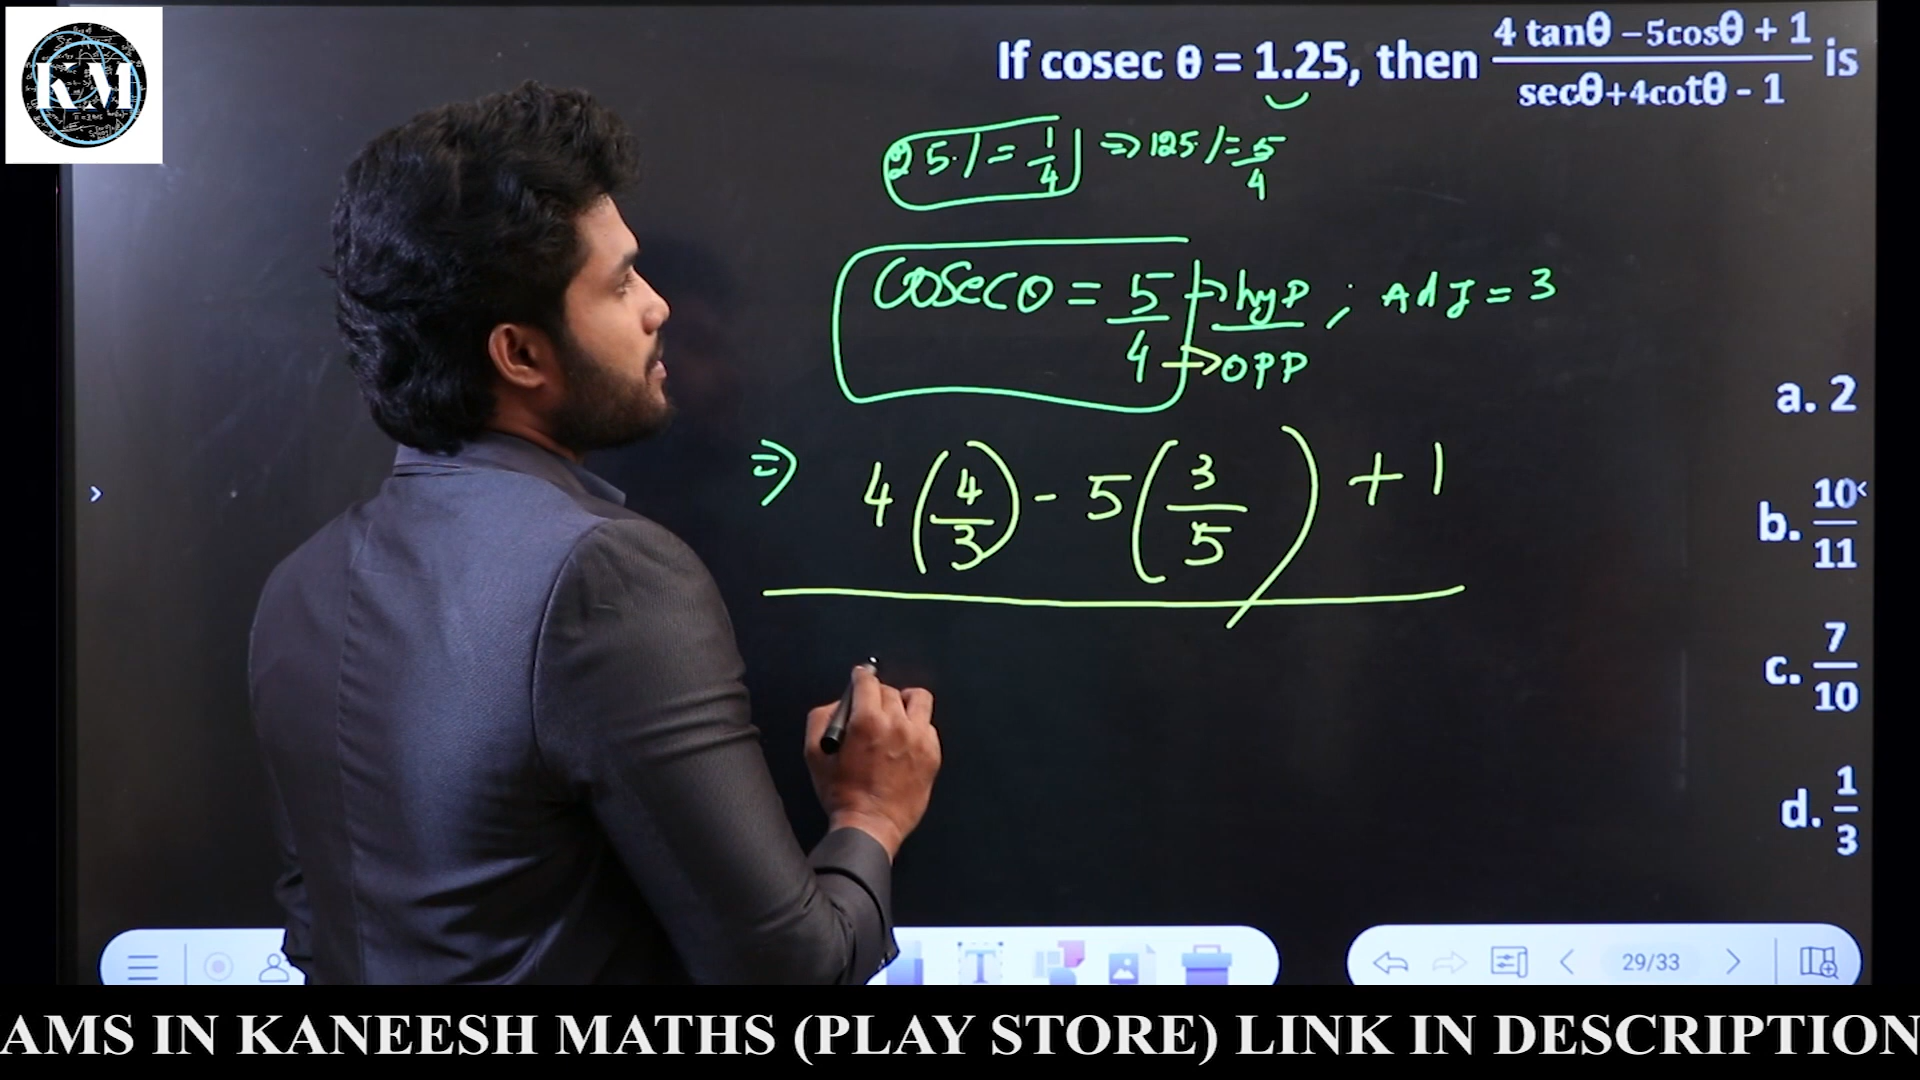 KM
If cosec θ = 1.25, then (4 tanθ –5cosθ + 1)/(secθ+4cotθ - 1) is
25·/· = 1/4 ⇒ 125·/· = 5/4
cosec θ = 5/4 → hyp/opp ; Adj = 3
⇒ 4(4/3) - 5(3/5) + 1
a. 2
b. 10/11
c. 7/10
d. 1/3
T
29/33
AMS IN KANEESH MATHS (PLAY STORE) LINK IN DESCRIPTION